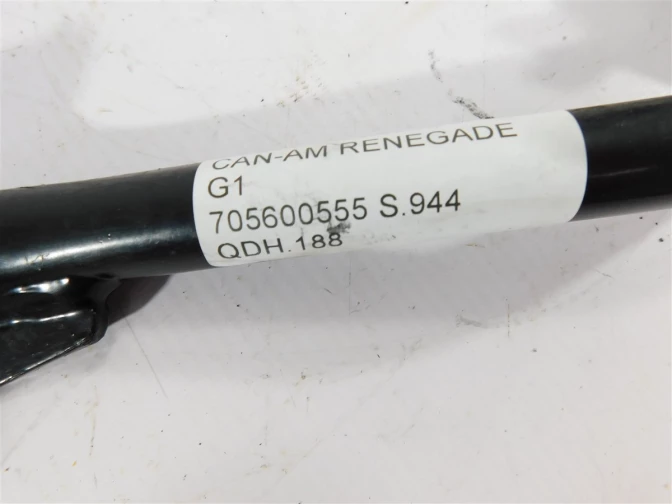 CAN-AM RENEGADE
G1
705600555 S.944
QDH.188